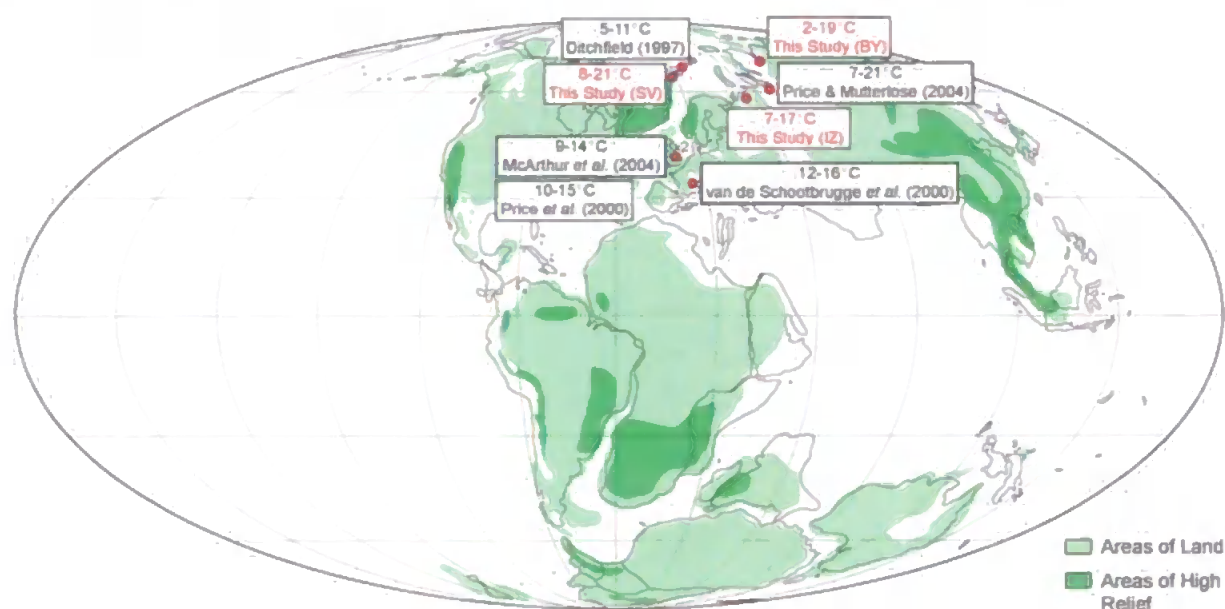 5-11°C
Ditchfield (1997)
2-19°C
This Study (BY)
8-21°C
This Study (SV)
7-21°C
Price & Mutterlose (2004)
7-17°C
This Study (IZ)
9-14°C
McArthur et al. (2004)
12-16°C
van de Schootbrugge et al. (2000)
10-15°C
Price et al. (2000)
Areas of Land
Areas of High
Relief